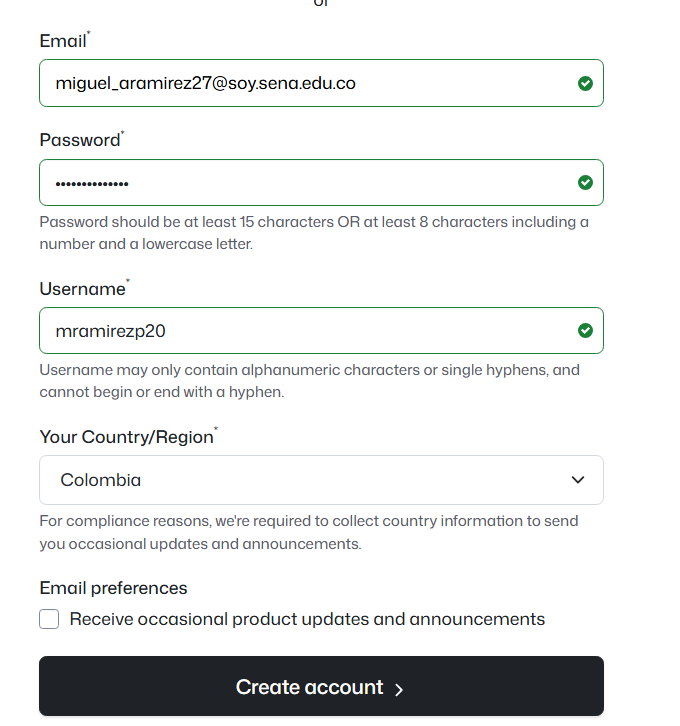 or
Email*
miguel_aramirez27@soy.sena.edu.co
Password*
••••••••••••••
Password should be at least 15 characters OR at least 8 characters including a
number and a lowercase letter.
Username*
mramirezp20
Username may only contain alphanumeric characters or single hyphens, and
cannot begin or end with a hyphen.
Your Country/Region*
Colombia
For compliance reasons, we're required to collect country information to send
you occasional updates and announcements.
Email preferences
Receive occasional product updates and announcements
Create account